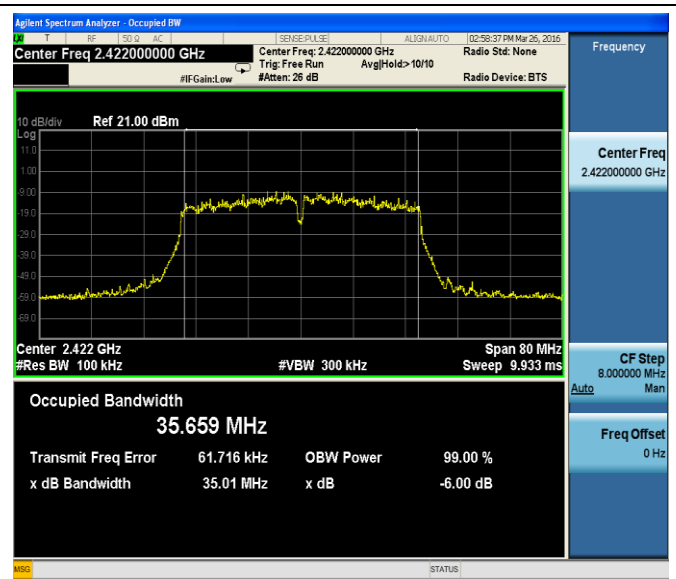 Agilent Spectrum Analyzer - Occupied BW
LXI T RF 50 Ω AC SENSE:PULSE ALIGNAUTO 02:58:37 PM Mar 26, 2016
Center Freq 2.422000000 GHz
Center Freq: 2.422000000 GHz
Radio Std: None
Trig: Free Run
Avg|Hold>10/10
#IFGain:Low
#Atten: 26 dB
Radio Device: BTS
10 dB/div
Ref 21.00 dBm
Log
11.0
1.00
-9.00
-19.0
-29.0
-39.0
-49.0
-59.0
-69.0
Center 2.422 GHz
Span 80 MHz
#Res BW 100 kHz
#VBW 300 kHz
Sweep 9.933 ms
Occupied Bandwidth
35.659 MHz
Transmit Freq Error 61.716 kHz OBW Power 99.00 %
x dB Bandwidth 35.01 MHz x dB -6.00 dB
Frequency
Center Freq
2.422000000 GHz
CF Step
8.000000 MHz
Auto Man
Freq Offset
0 Hz
MSG
STATUS